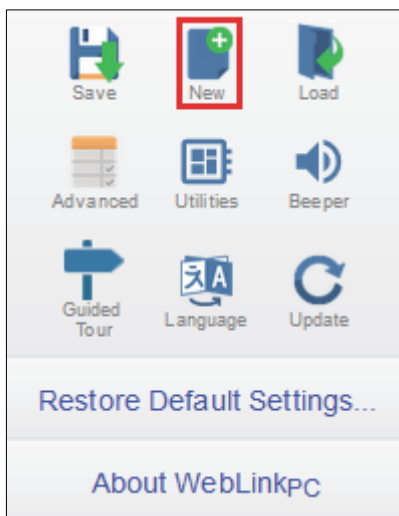 Save New Load
Advanced Utilities Beeper
Guided
Tour Language Update
Restore Default Settings...
About WebLinkPC